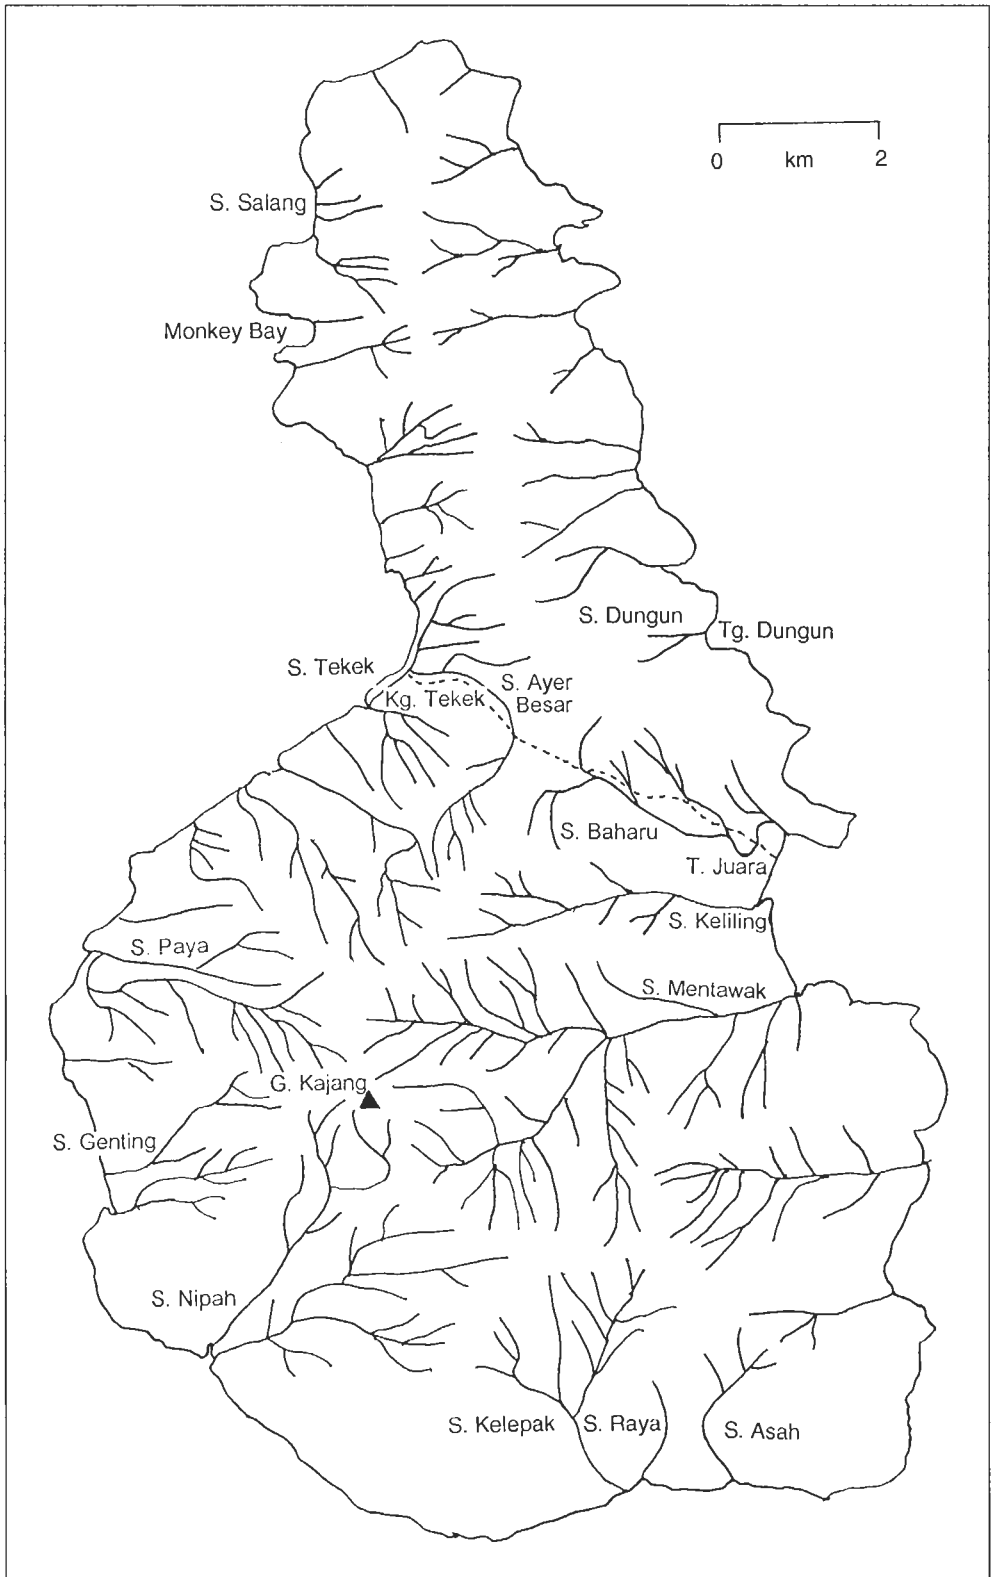 0 km 2
S. Salang
Monkey Bay
S. Dungun
Tg. Dungun
S. Tekek
Kg. Tekek
S. Ayer
Besar
S. Baharu
T. Juara
S. Keliling
S. Paya
S. Mentawak
G. Kajang
S. Genting
S. Nipah
S. Kelepak
S. Raya
S. Asah